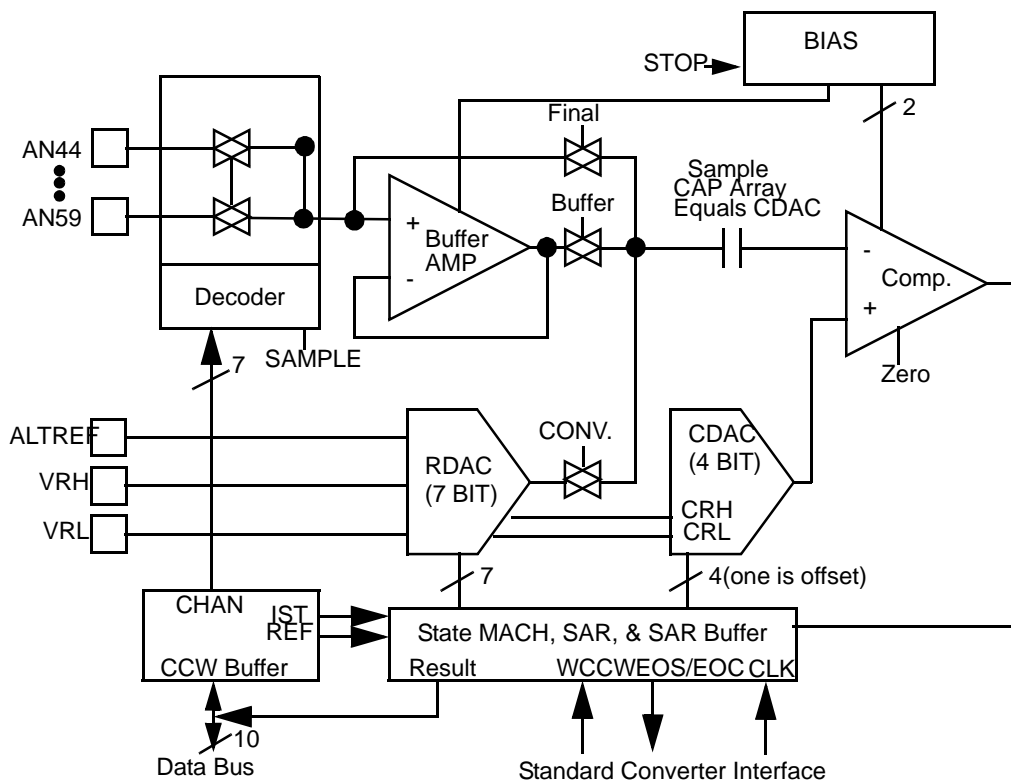 BIAS
STOP
2
Final
AN44
Sample
CAP Array
Equals CDAC
Buffer
AN59
+
Buffer
AMP
-
-
Comp.
+
Decoder
SAMPLE
7
Zero
ALTREF
CONV.
CDAC
(4 BIT)
RDAC
(7 BIT)
VRH
VRL
CRH
CRL
7
4(one is offset)
CHAN
IST
REF
State MACH, SAR, & SAR Buffer
CCW Buffer
Result
WCCWEOS/EOC
CLK
10
Data Bus
Standard Converter Interface